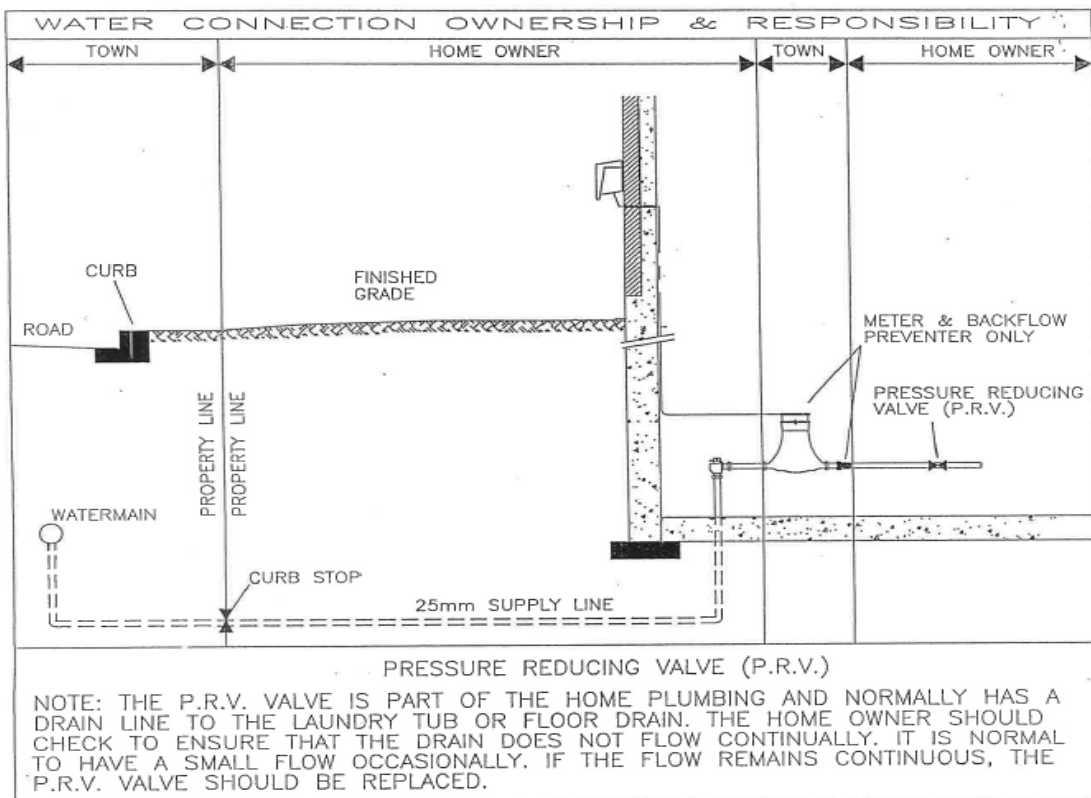 WATER CONNECTION OWNERSHIP & RESPONSIBILITY
TOWN
HOME OWNER
TOWN
HOME OWNER
CURB
FINISHED
GRADE
ROAD
METER & BACKFLOW
PREVENTER ONLY
PRESSURE REDUCING
VALVE (P.R.V.)
PROPERTY LINE
PROPERTY LINE
WATERMAIN
CURB STOP
25mm SUPPLY LINE
PRESSURE REDUCING VALVE (P.R.V.)
NOTE: THE P.R.V. VALVE IS PART OF THE HOME PLUMBING AND NORMALLY HAS A
DRAIN LINE TO THE LAUNDRY TUB OR FLOOR DRAIN. THE HOME OWNER SHOULD
CHECK TO ENSURE THAT THE DRAIN DOES NOT FLOW CONTINUALLY. IT IS NORMAL
TO HAVE A SMALL FLOW OCCASIONALLY. IF THE FLOW REMAINS CONTINUOUS, THE
P.R.V. VALVE SHOULD BE REPLACED.